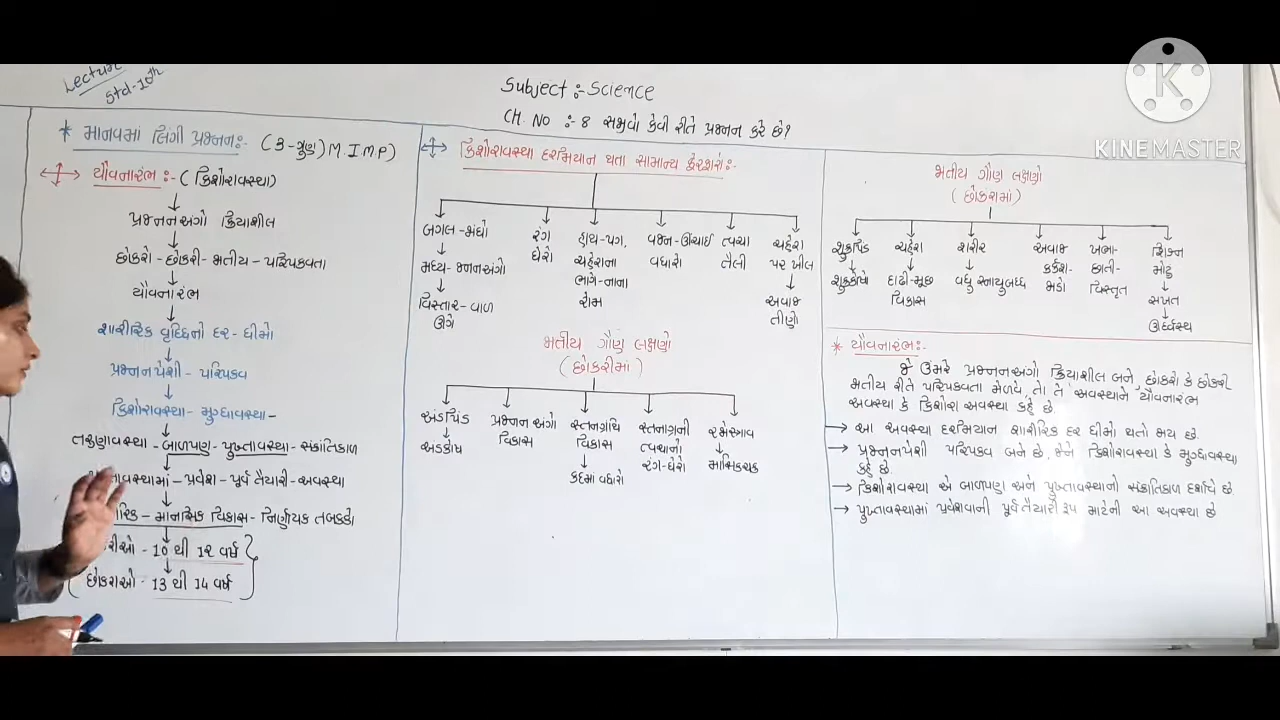 Lecture
Std-10th
Subject :- Science
CH. NO :- 8 સજીવો કેવી રીતે પ્રજનન કરે છે?
KINEMASTER
* માનવમાં લિંગી પ્રજનન :- (3-ગુણ) M.IMP)
યૌવનારંભ :- (કિશોરાવસ્થા)
પ્રજનન અંગો ક્રિયાશીલ
છોકરો - છોકરી - જાતીય - પરિપકવતા
યૌવનારંભ
શારીરિક વૃધ્ધિનો દર - ધીમો
પ્રજનનપેશી - પરિપકવ
કિશોરાવસ્થા - મુગ્ધાવસ્થા -
તરુણાવસ્થા - બાળપણ - પુખ્તાવસ્થા - સંક્રાંતિકાળ
પ્રવેશ - પૂર્વ તૈયારી - અવસ્થા
માનસિક વિકાસ - નિર્ણાયક તબક્કો
10 થી 12 વર્ષ
છોકરાઓ - 13 થી 14 વર્ષ
કિશોરાવસ્થા દરમિયાન થતા સામાન્ય ફેરફારો :-
બગલ - જાંઘો
મધ્ય - જનનઅંગો
વિસ્તાર - વાળ
ઊગે
રંગ
ઘેરો
હાથ - પગ,
ચહેરાના
ભાગે - નાના
રોમ
વજન - ઊંચાઈ
વધારો
ત્વચા
તૈલી
ચહેરા
પર ખીલ
અવાજ
તીણો
જાતીય ગૌણ લક્ષણો
(છોકરીમાં)
અંડપિંડ
અંડકોષ
પ્રજનન અંગો
વિકાસ
સ્તનગ્રંથિ
વિકાસ
કદમાં વધારો
સ્તનાગ્રની
ત્વચાનો
રંગ - ઘેરો
રજોસ્ત્રાવ
માસિકચક્ર
જાતીય ગૌણ લક્ષણો
(છોકરામાં)
શુક્રપિંડ
શુક્રકોષો
ચહેરા
દાઢી - મૂછ
વિકાસ
શરીર
વધુ સ્નાયુબધ્ધ
અવાજ
કર્કશ -
જાડો
ખભા -
છાતી -
વિસ્તૃત
શિશ્ન
મોટું
સખત
ઊર્ધ્વસ્થ
* યૌવનારંભ :-
જે ઉંમરે પ્રજનન અંગો ક્રિયાશીલ બને, છોકરો કે છોકરી
જાતીય રીતે પરિપકવતા મેળવે, તો તે અવસ્થાને યૌવનારંભ
અવસ્થા કે કિશોરા અવસ્થા કહે છે.
→ આ અવસ્થા દરમિયાન શારીરિક દર ધીમો થતો જાય છે.
→ પ્રજનનપેશી પરિપકવ બને છે, જેને કિશોરાવસ્થા કે મુગ્ધાવસ્થા
કહે છે.
→ કિશોરાવસ્થા એ બાળપણ અને પુખ્તાવસ્થાનો સંક્રાતિકાળ દર્શાવે છે.
→ પુખ્તાવસ્થામાં પ્રવેશવાની પૂર્વ તૈયારી રૂપ માટેની આ અવસ્થા છે